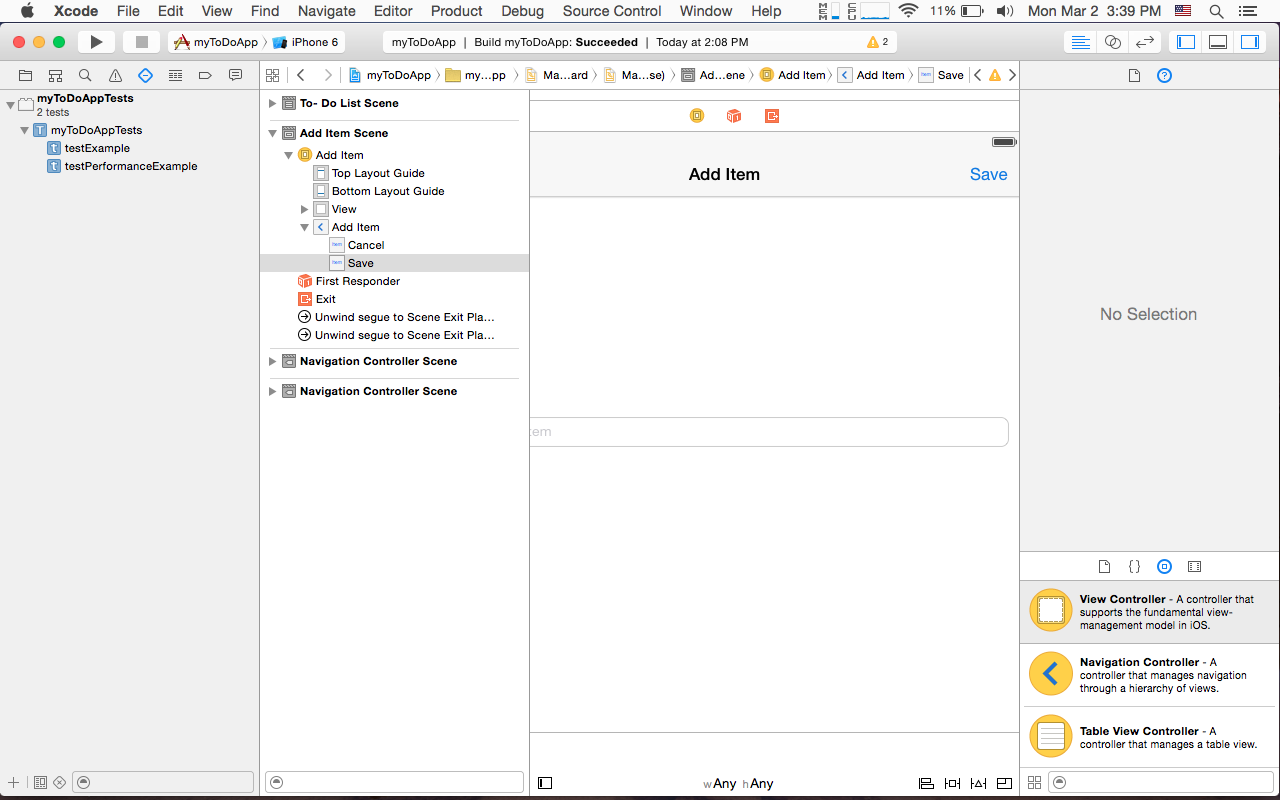 Xcode File Edit View Find Navigate Editor Product Debug Source Control Window Help MEM CPU 11% Mon Mar 2 3:39 PM
myToDoApp iPhone 6 myToDoApp | Build myToDoApp: Succeeded | Today at 2:08 PM 2
myToDoApp my...pp Ma...ard Ma...se) Ad...ene Add Item Add Item Save
myToDoAppTests
2 tests
myToDoAppTests
testExample
testPerformanceExample
To- Do List Scene
Add Item Scene
Add Item
Top Layout Guide
Bottom Layout Guide
View
Add Item
Cancel
Save
First Responder
Exit
Unwind segue to Scene Exit Pla...
Unwind segue to Scene Exit Pla...
Navigation Controller Scene
Navigation Controller Scene
Add Item Save
tem
wAny hAny
No Selection
View Controller - A controller that
supports the fundamental view-
management model in iOS.
Navigation Controller - A
controller that manages navigation
through a hierarchy of views.
Table View Controller - A
controller that manages a table view.